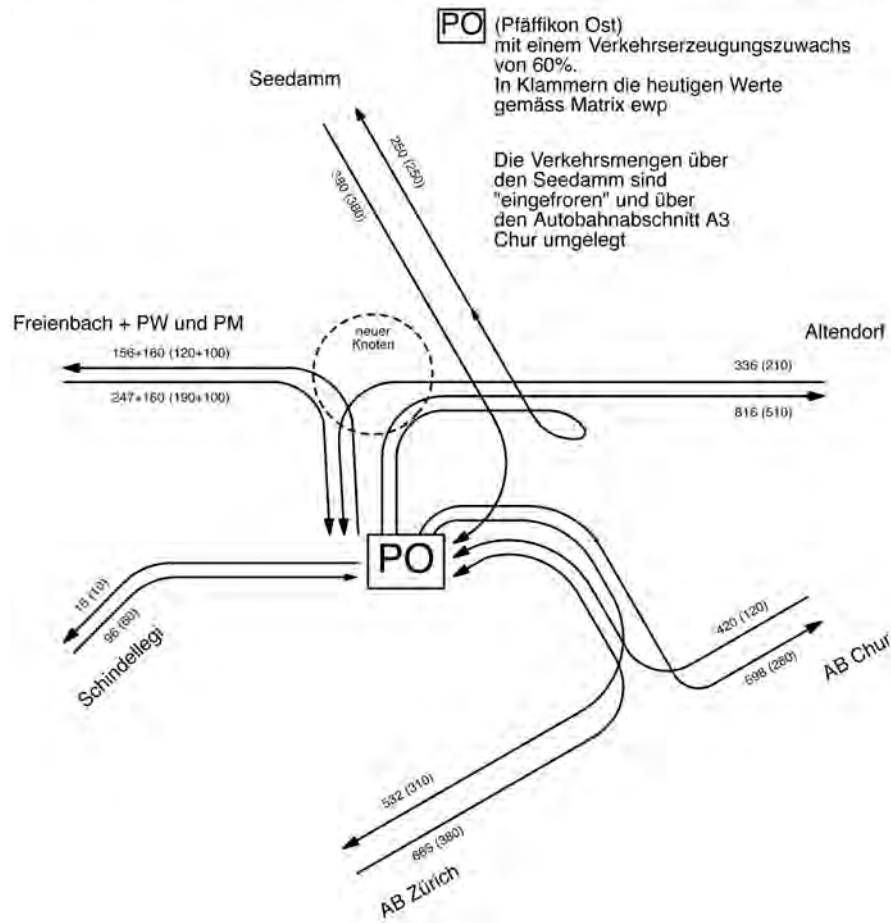 PO (Pfäffikon Ost)
mit einem Verkehrserzeugungszuwachs
von 60%.
In Klammern die heutigen Werte
gemäss Matrix ewp
Seedamm
Die Verkehrsmengen über
den Seedamm sind
"eingefroren" und über
den Autobahnabschnitt A3
Chur umgelegt
250 (250)
380 (380)
Freienbach + PW und PM
neuer
Knoten
Altendorf
156+160 (120+100)
336 (210)
247+160 (190+100)
816 (510)
PO
16 (10)
96 (60)
Schindellegi
420 (120)
598 (280)
AB Chur
532 (310)
665 (380)
AB Zürich